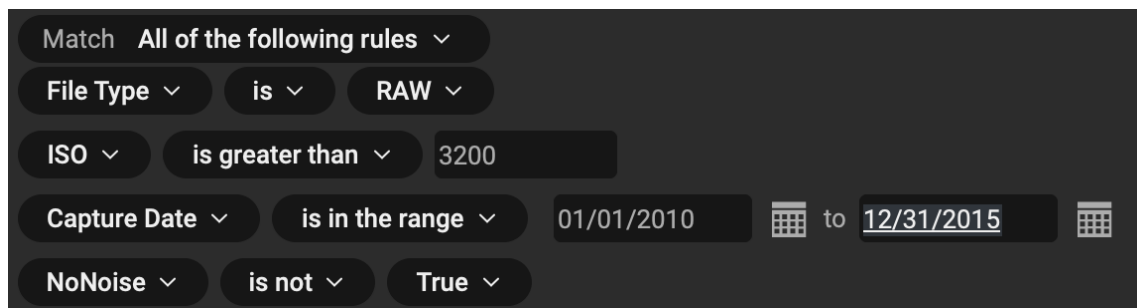 Match All of the following rules
File Type is RAW
ISO is greater than 3200
Capture Date is in the range 01/01/2010 to 12/31/2015
NoNoise is not True